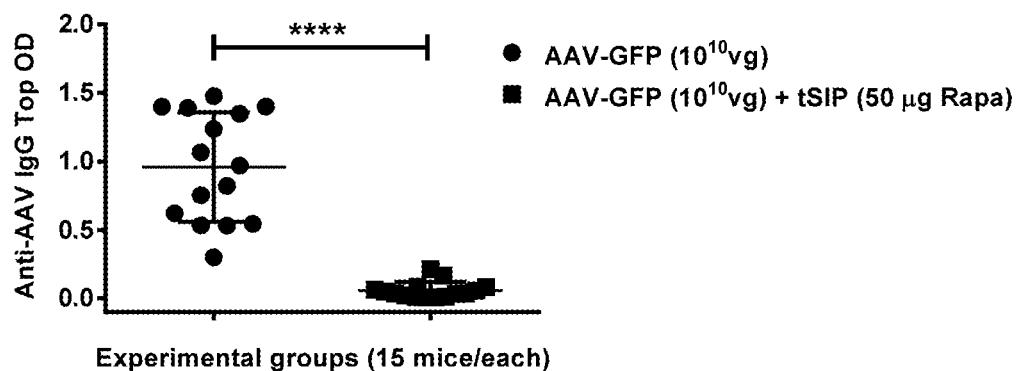 Anti-AAV IgG Top OD
2.0
1.5
1.0
0.5
0.0
****
AAV-GFP (10¹⁰vg)
AAV-GFP (10¹⁰vg) + tSIP (50 μg Rapa)
Experimental groups (15 mice/each)